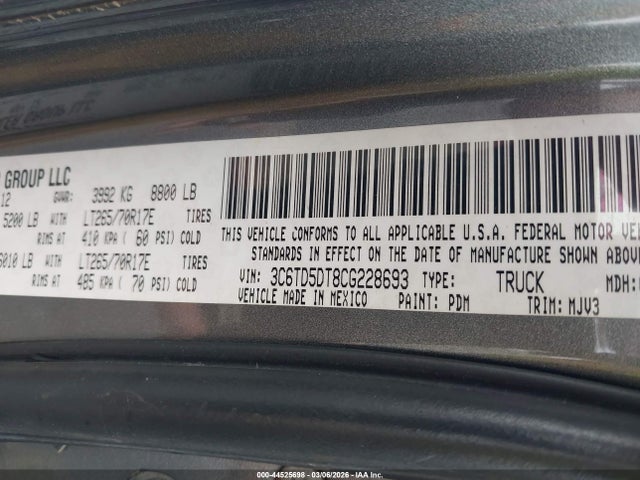 GROUP LLC
12 GVWR: 3992 KG 8800 LB
5200 LB WITH LT265/70R17E TIRES
RIMS AT 410 KPA ( 60 PSI) COLD
6010 LB WITH LT265/70R17E TIRES
RIMS AT 485 KPA ( 70 PSI) COLD
THIS VEHICLE CONFORMS TO ALL APPLICABLE U.S.A. FEDERAL MOTOR
STANDARDS IN EFFECT ON THE DATE OF MANUFACTURE SHOWN ABOVE
VIN: 3C6TD5DT8CG228693 TYPE: TRUCK MDH:
VEHICLE MADE IN MEXICO PAINT: PDM TRIM: MJV3
000-44525698 - 03/06/2026 - IAA Inc.